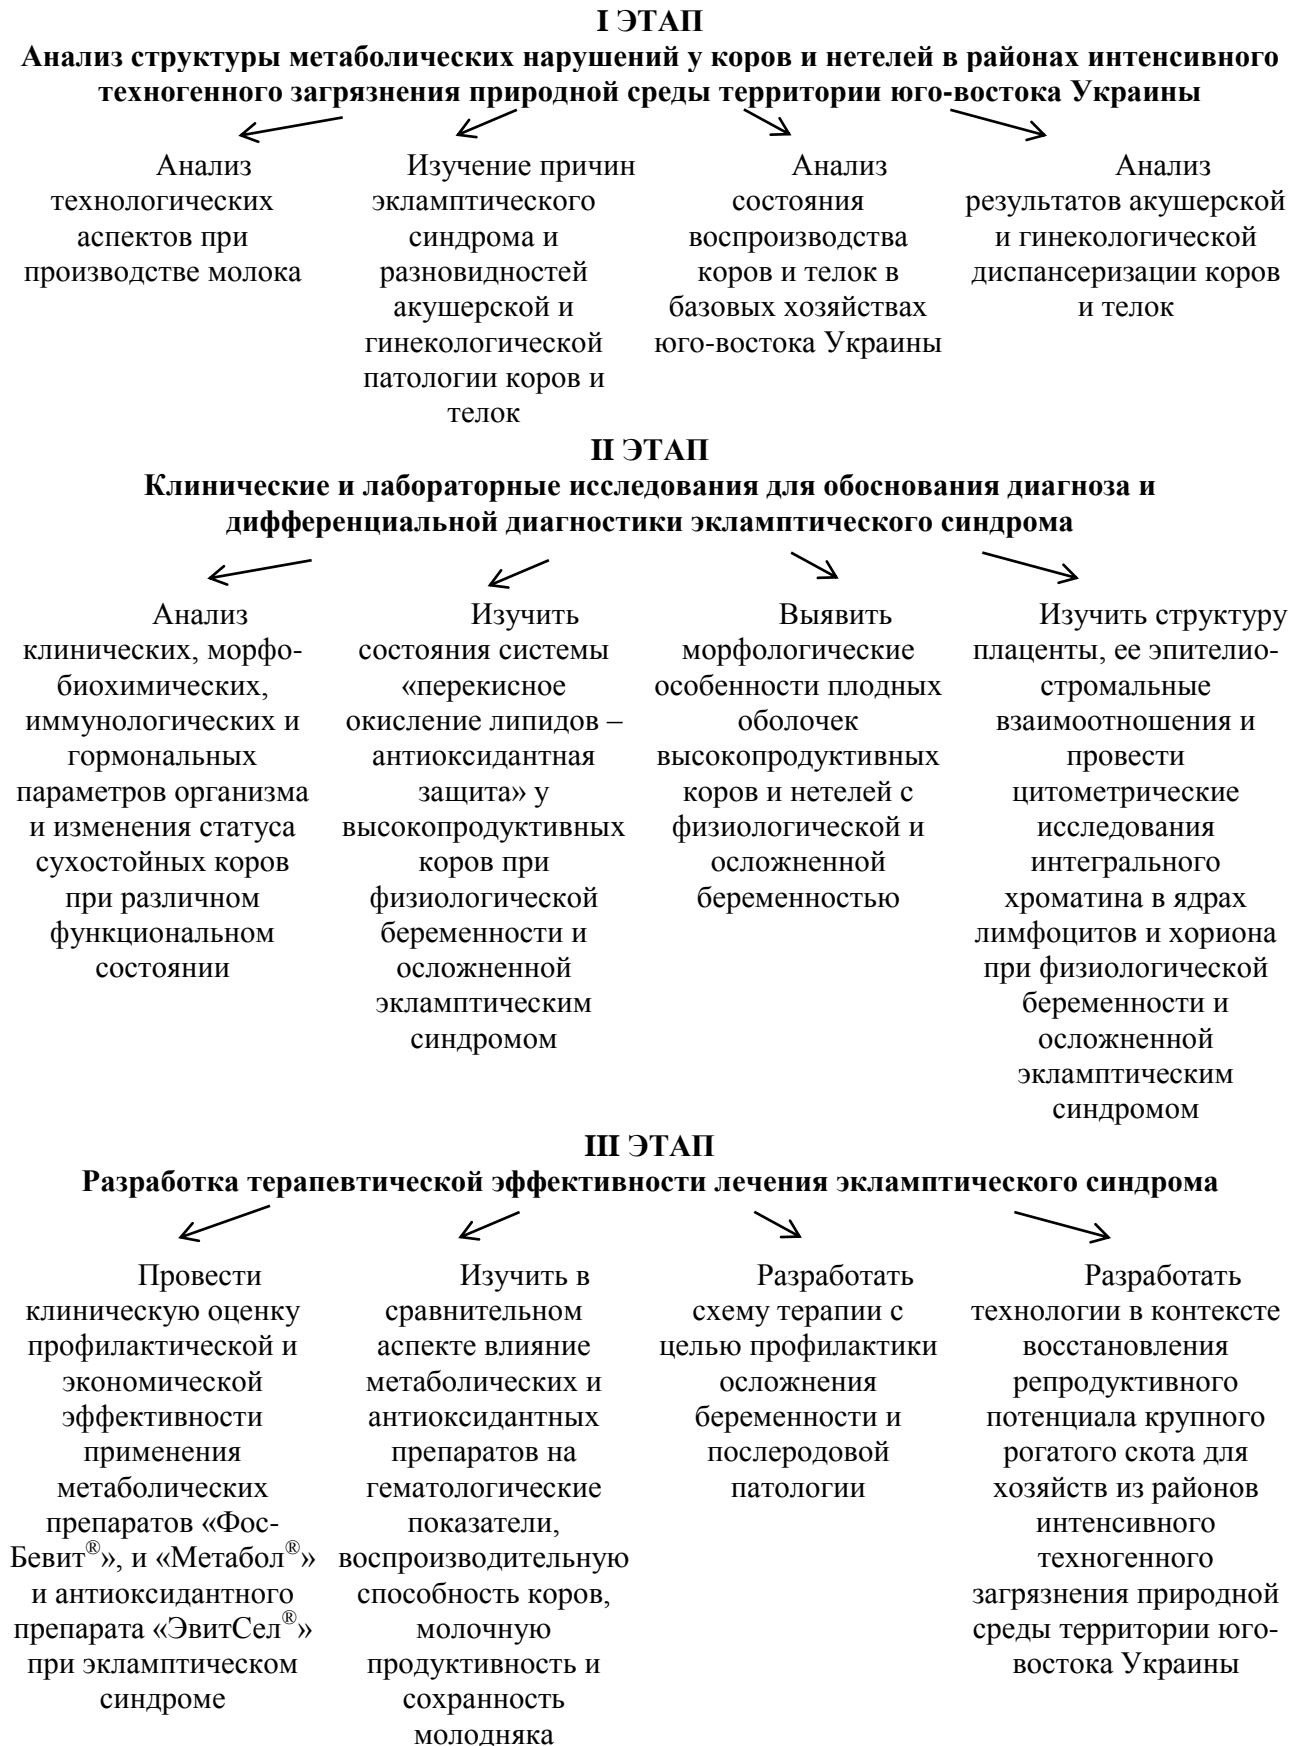 I ЭТАП
Анализ структуры метаболических нарушений у коров и нетелей в районах интенсивного
техногенного загрязнения природной среды территории юго-востока Украины
Анализ
технологических
аспектов при
производстве молока
Изучение причин
эклампτического
синдрома и
разновидностей
акушерской и
гинекологической
патологии коров и
телок
Анализ
состояния
воспроизводства
коров и телок в
базовых хозяйствах
юго-востока Украины
Анализ
результатов акушерской
и гинекологической
диспансеризации коров
и телок
II ЭТАП
Клинические и лабораторные исследования для обоснования диагноза и
дифференциальной диагностики эклампτического синдрома
Анализ
клинических, морфо-
биохимических,
иммунологических и
гормональных
параметров организма
и изменения статуса
сухостойных коров
при различном
функциональном
состоянии
Изучить
состояния системы
«перекисное
окисление липидов –
антиоксидантная
защита» у
высокопродуктивных
коров при
физиологической
беременности и
осложненной
эклампτическим
синдромом
Выявить
морфологические
особенности плодных
оболочек
высокопродуктивных
коров и нетелей с
физиологической и
осложненной
беременностью
Изучить структуру
плаценты, ее эпителио-
стромальные
взаимоотношения и
провести
цитометрические
исследования
интегрального
хроматина в ядрах
лимфоцитов и хориона
при физиологической
беременности и
осложненной
эклампτическим
синдромом
III ЭТАП
Разработка терапевтической эффективности лечения эклампτического синдрома
Провести
клиническую оценку
профилактической и
экономической
эффективности
применения
метаболических
препаратов «Фос-
Бевит®», и «Метабол®»
и антиоксидантного
препарата «ЭвитСел®»
при эклампτическом
синдроме
Изучить в
сравнительном
аспекте влияние
метаболических и
антиоксидантных
препаратов на
гематологические
показатели,
воспроизводительную
способность коров,
молочную
продуктивность и
сохранность
молодняка
Разработать
схему терапии с
целью профилактики
осложнения
беременности и
послеродовой
патологии
Разработать
технологии в контексте
восстановления
репродуктивного
потенциала крупного
рогатого скота для
хозяйств из районов
интенсивного
техногенного
загрязнения природной
среды территории юго-
востока Украины